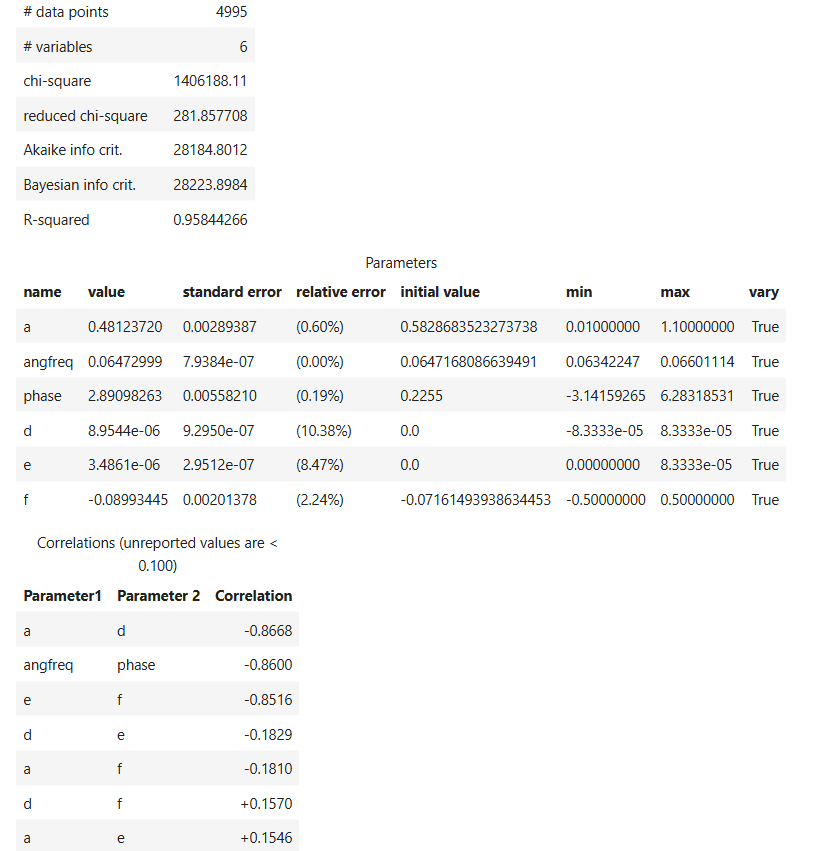 # data points 4995
# variables 6
chi-square 1406188.11
reduced chi-square 281.857708
Akaike info crit. 28184.8012
Bayesian info crit. 28223.8984
R-squared 0.95844266
Parameters
name value standard error relative error initial value min max vary
a 0.48123720 0.00289387 (0.60%) 0.5828683523273738 0.01000000 1.10000000 True
angfreq 0.06472999 7.9384e-07 (0.00%) 0.0647168086639491 0.06342247 0.06601114 True
phase 2.89098263 0.00558210 (0.19%) 0.2255 -3.14159265 6.28318531 True
d 8.9544e-06 9.2950e-07 (10.38%) 0.0 -8.3333e-05 8.3333e-05 True
e 3.4861e-06 2.9512e-07 (8.47%) 0.0 0.00000000 8.3333e-05 True
f -0.08993445 0.00201378 (2.24%) -0.07161493938634453 -0.50000000 0.50000000 True
Correlations (unreported values are <
0.100)
Parameter1 Parameter 2 Correlation
a d -0.8668
angfreq phase -0.8600
e f -0.8516
d e -0.1829
a f -0.1810
d f +0.1570
a e +0.1546